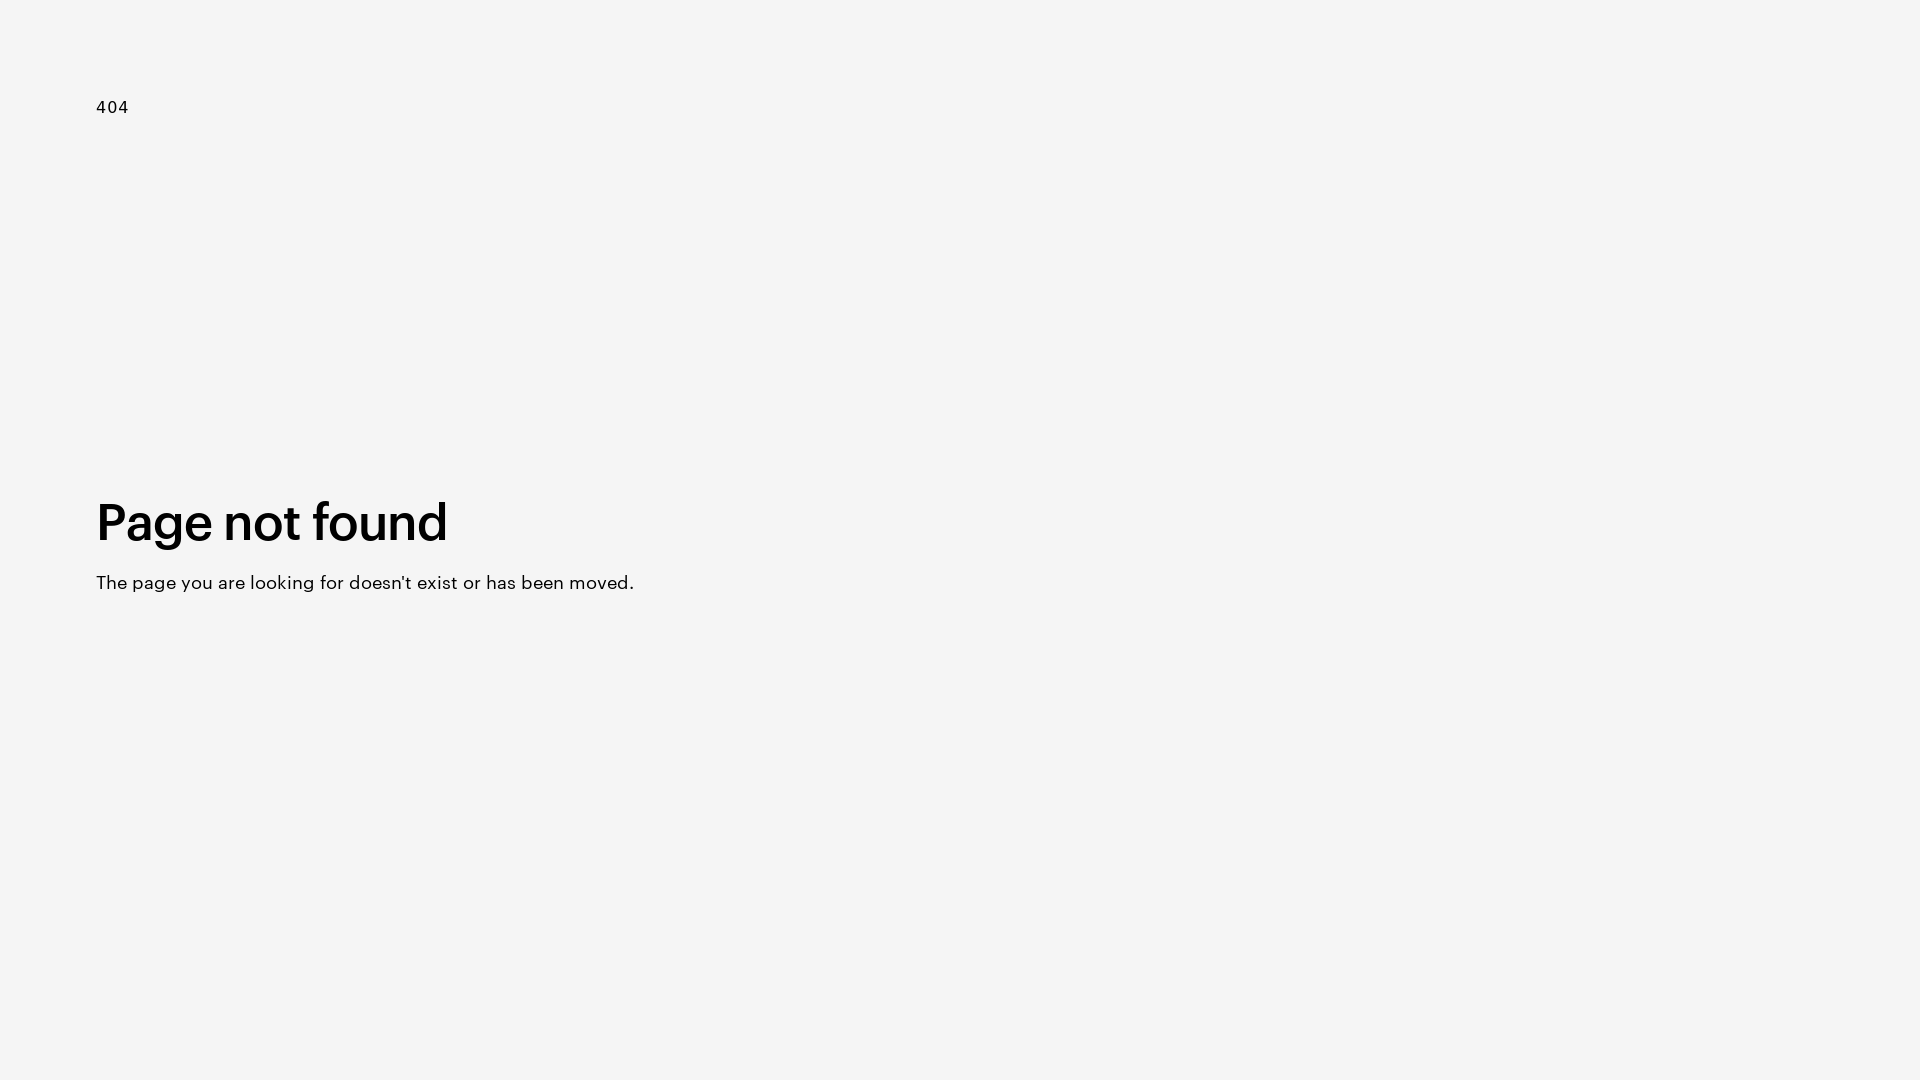 404
Page not found
The page you are looking for doesn't exist or has been moved.